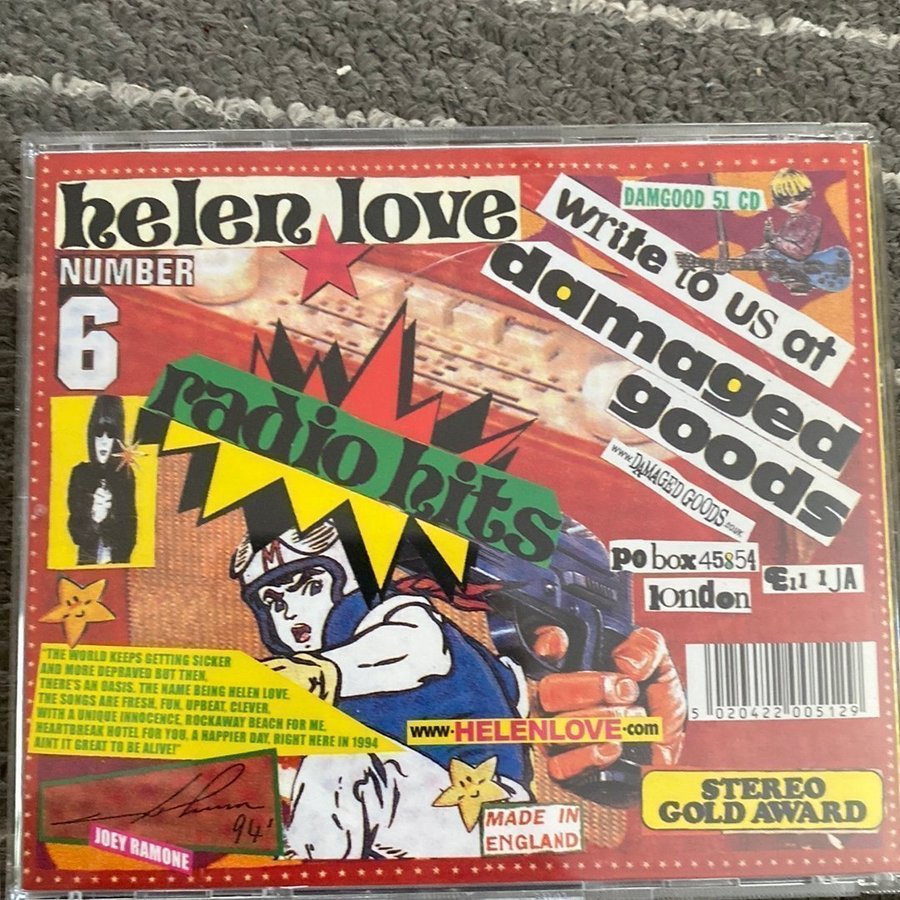 helen love
NUMBER
6
radio hits
DAMGOOD 51 CD
write to us at
damaged
goods
www.DAMAGED GOODS.co.uk
po box 45854
london
E11 1JA
M
"THE WORLD KEEPS GETTING SICKER
AND MORE DEPRAVED BUT THEN,
THERE'S AN OASIS. THE NAME BEING HELEN LOVE.
THE SONGS ARE FRESH, FUN, UPBEAT, CLEVER,
WITH A UNIQUE INNOCENCE. ROCKAWAY BEACH FOR ME,
HEARTBREAK HOTEL FOR YOU. A HAPPIER DAY, RIGHT HERE IN 1994
AINT IT GREAT TO BE ALIVE!"
94'
JOEY RAMONE
www.HELENLOVE.com
MADE IN
ENGLAND
5 020422 005129
STEREO
GOLD AWARD